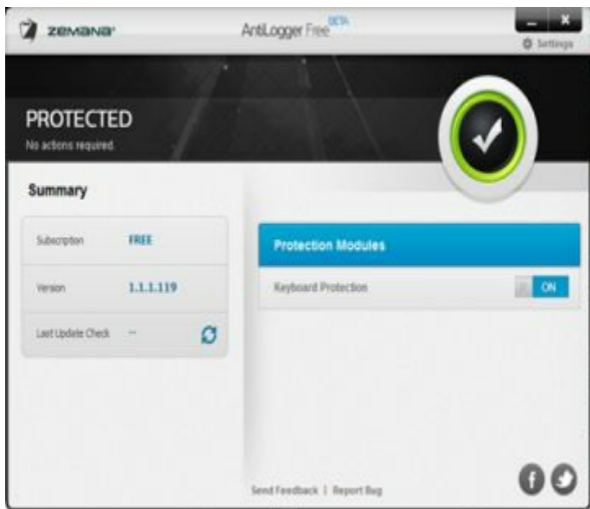 ZEMANA
AntiLogger Free BETA
Settings
PROTECTED
No actions required.
Summary
Subscription FREE
Version 1.1.1.119
Last Update Check --
Protection Modules
Keyboard Protection ON
Send Feedback | Report Bug